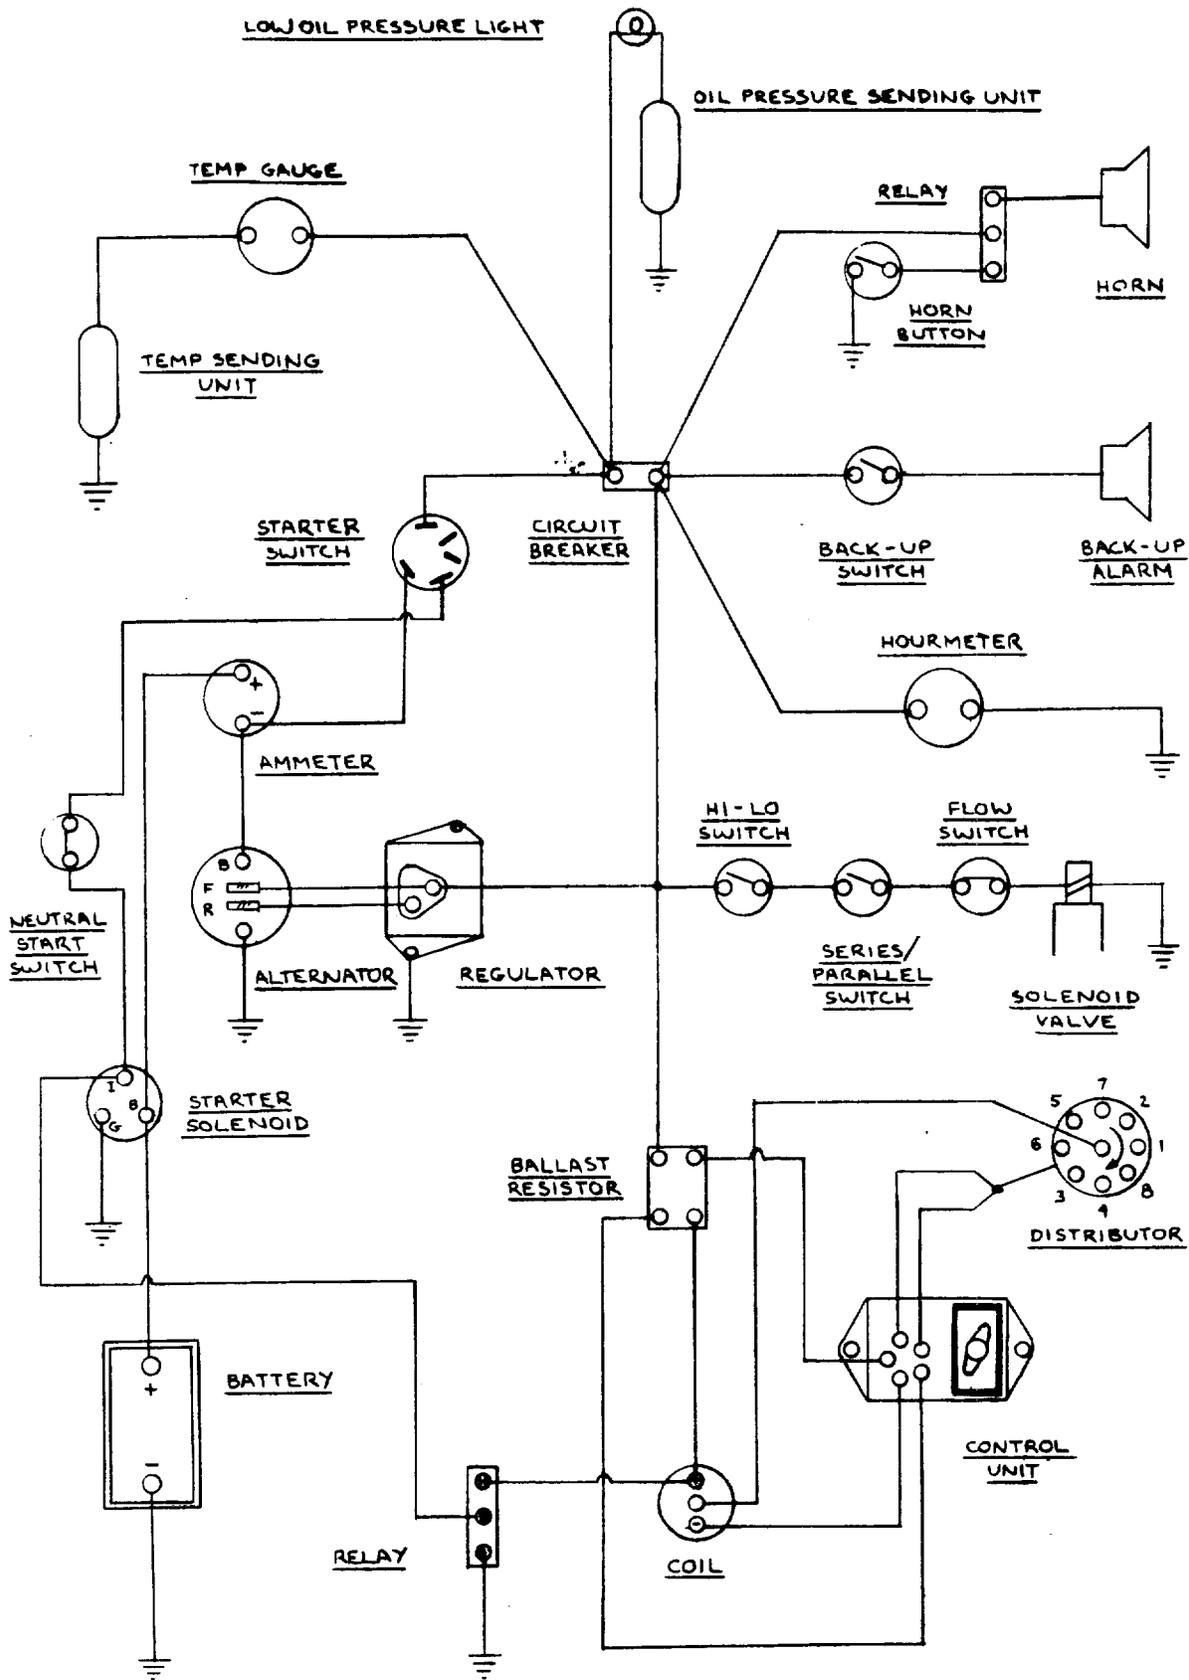 LOW OIL PRESSURE LIGHT
OIL PRESSURE SENDING UNIT
TEMP GAUGE
RELAY
HORN
HORN
BUTTON
TEMP SENDING
UNIT
STARTER
SWITCH
CIRCUIT
BREAKER
BACK-UP
SWITCH
BACK-UP
ALARM
HOURMETER
+
-
AMMETER
HI-LO
SWITCH
FLOW
SWITCH
B
F
R
NEUTRAL
START
SWITCH
ALTERNATOR
REGULATOR
SERIES/
PARALLEL
SWITCH
SOLENOID
VALVE
I
B
G
STARTER
SOLENOID
BALLAST
RESISTOR
7
5 2
6 1
3 8
4
DISTRIBUTOR
+
BATTERY
-
CONTROL
UNIT
-
RELAY
COIL